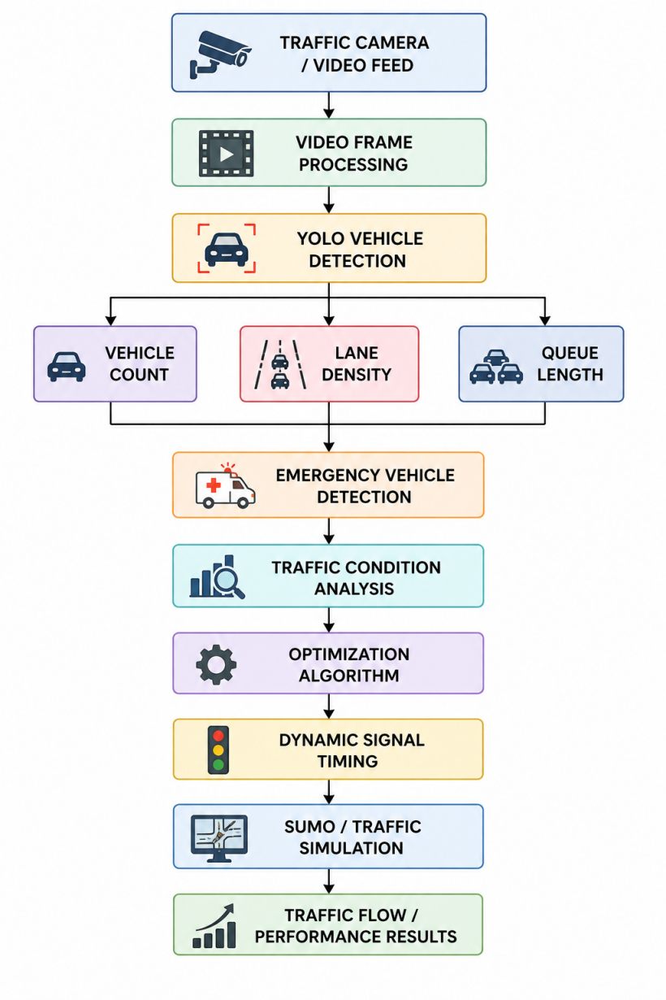 TRAFFIC CAMERA
/ VIDEO FEED
VIDEO FRAME
PROCESSING
YOLO VEHICLE
DETECTION
VEHICLE
COUNT
LANE
DENSITY
QUEUE
LENGTH
EMERGENCY VEHICLE
DETECTION
TRAFFIC CONDITION
ANALYSIS
OPTIMIZATION
ALGORITHM
DYNAMIC SIGNAL
TIMING
SUMO / TRAFFIC
SIMULATION
TRAFFIC FLOW /
PERFORMANCE RESULTS